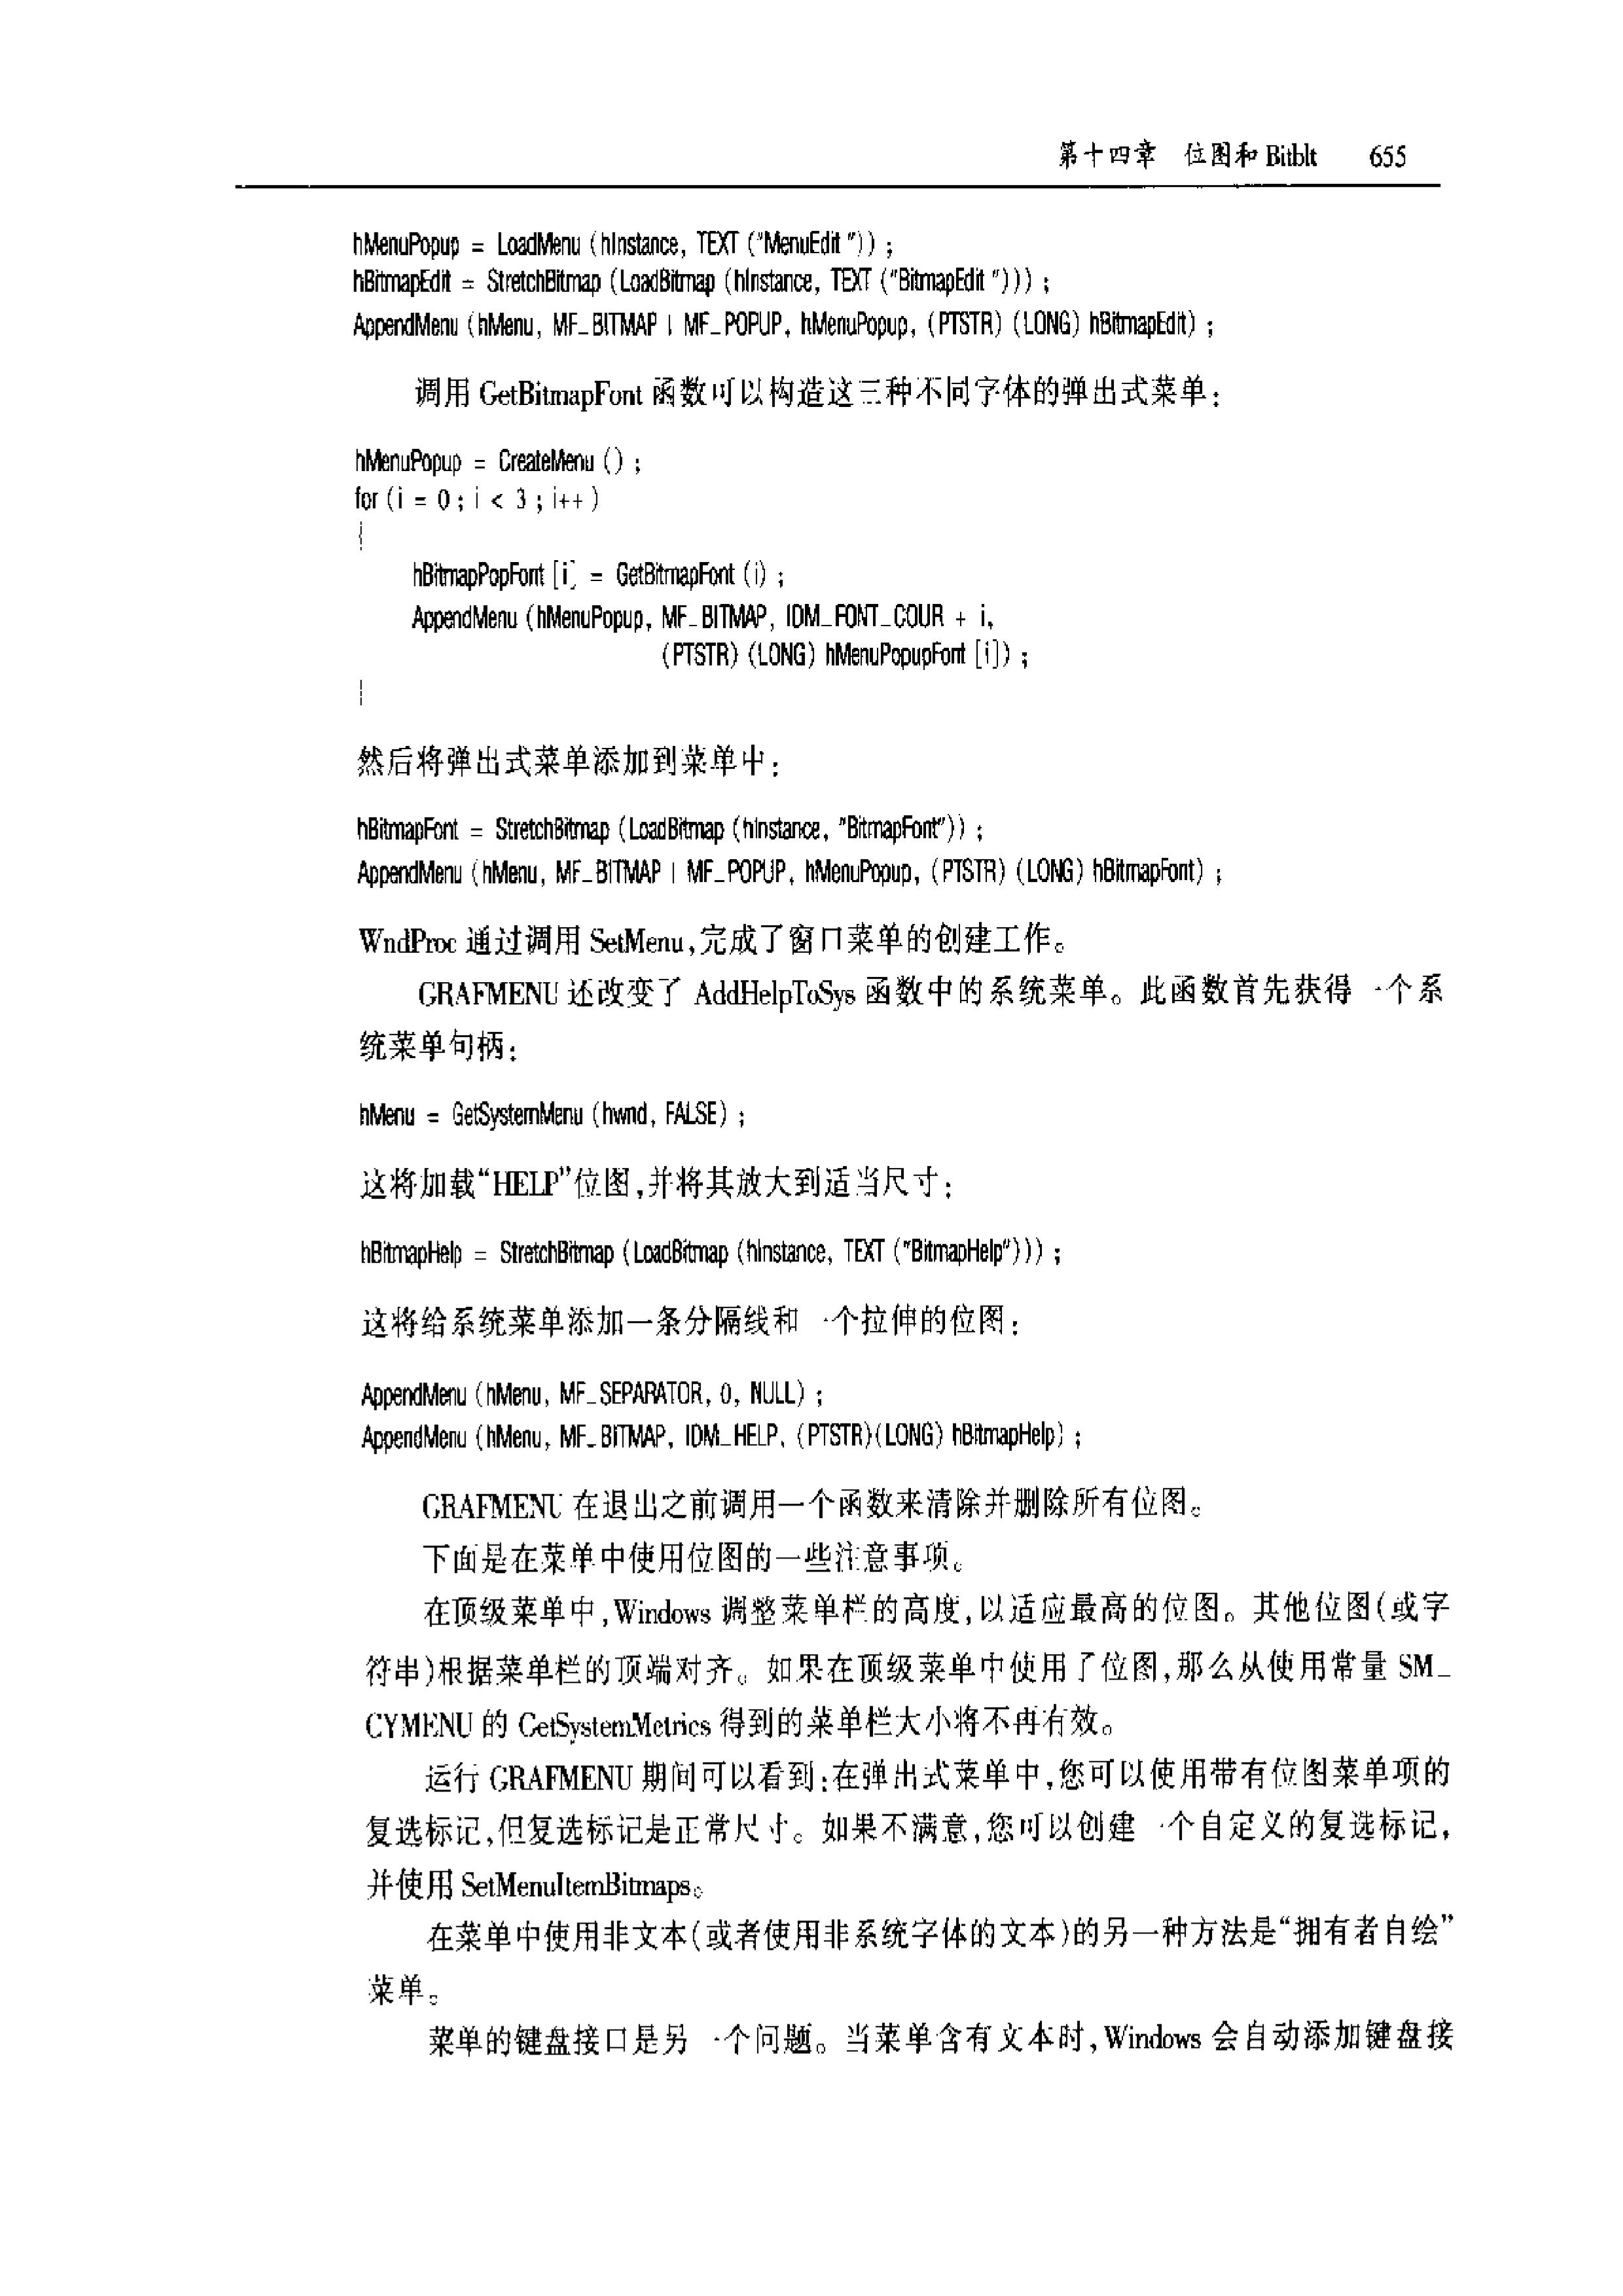 第十四章 位图和 Bitblt 655
hMenuPopup = LoadMenu (hInstance, TEXT ("MenuEdit ")) ;
hBitmapEdit = StretchBitmap (LoadBitmap (hInstance, TEXT ("BitmapEdit "))) ;
AppendMenu (hMenu, MF_BITMAP | MF_POPUP, hMenuPopup, (PTSTR) (LONG) hBitmapEdit) ;
调用 GetBitmapFont 函数可以构造这三种不同字体的弹出式菜单:
hMenuPopup = CreateMenu () ;
for (i = 0 ; i < 3 ; i++ )
{
hBitmapPopFont [i] = GetBitmapFont (i) ;
AppendMenu (hMenuPopup, MF_BITMAP, IDM_FONT_COUR + i,
(PTSTR) (LONG) hMenuPopupFont [i]) ;
}
然后将弹出式菜单添加到菜单中:
hBitmapFont = StretchBitmap (LoadBitmap (hInstance, "BitmapFont")) ;
AppendMenu (hMenu, MF_BITMAP | MF_POPUP, hMenuPopup, (PTSTR) (LONG) hBitmapFont) ;
WndProc 通过调用 SetMenu,完成了窗口菜单的创建工作。
GRAFMENU 还改变了 AddHelpToSys 函数中的系统菜单。此函数首先获得一个系
统菜单句柄:
hMenu = GetSystemMenu (hwnd, FALSE) ;
这将加载“HELP”位图,并将其放大到适当尺寸:
hBitmapHelp = StretchBitmap (LoadBitmap (hInstance, TEXT ("BitmapHelp"))) ;
这将给系统菜单添加一条分隔线和一个拉伸的位图:
AppendMenu (hMenu, MF_SEPARATOR, 0, NULL) ;
AppendMenu (hMenu, MF_BITMAP, IDM_HELP, (PTSTR)(LONG) hBitmapHelp) ;
GRAFMENU 在退出之前调用一个函数来清除并删除所有位图。
下面是在菜单中使用位图的一些注意事项。
在顶级菜单中,Windows 调整菜单栏的高度,以适应最高的位图。其他位图(或字
符串)根据菜单栏的顶端对齐。如果在顶级菜单中使用了位图,那么从使用常量 SM_
CYMENU 的 GetSystemMetrics 得到的菜单栏大小将不再有效。
运行 GRAFMENU 期间可以看到:在弹出式菜单中,您可以使用带有位图菜单项的
复选标记,但复选标记是正常尺寸。如果不满意,您可以创建一个自定义的复选标记,
并使用 SetMenuItemBitmaps。
在菜单中使用非文本(或者使用非系统字体的文本)的另一种方法是“拥有者自绘”
菜单。
菜单的键盘接口是另一个问题。当菜单含有文本时,Windows 会自动添加键盘接